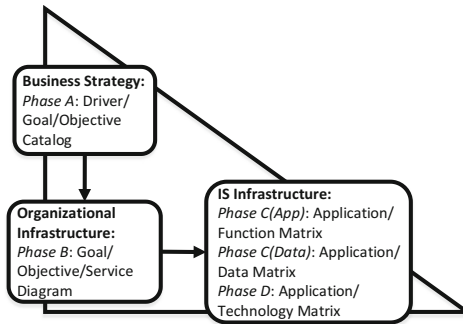 Business Strategy:
Phase A: Driver/
Goal/Objective
Catalog
Organizational
Infrastructure:
Phase B: Goal/
Objective/Service
Diagram
IS Infrastructure:
Phase C(App): Application/
Function Matrix
Phase C(Data): Application/
Data Matrix
Phase D: Application/
Technology Matrix